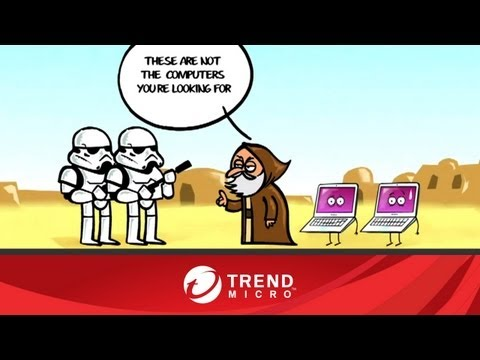 THESE ARE NOT
THE COMPUTERS
YOU'RE LOOKING FOR
TREND
MICRO